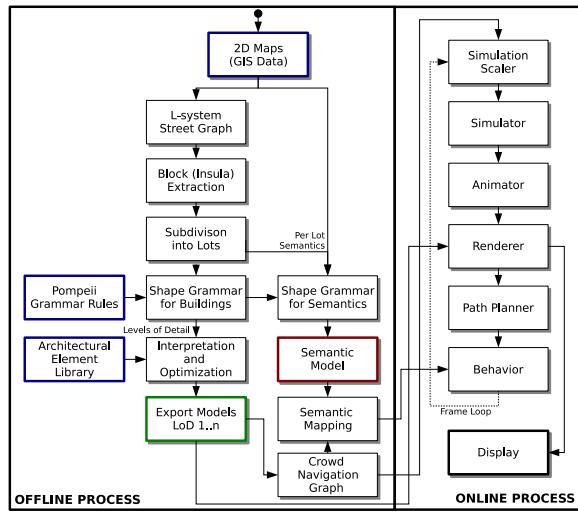 2D Maps
(GIS Data)
L-system
Street Graph
Block (Insula)
Extraction
Subdivison
into Lots
Per Lot
Semantics
Pompeii
Grammar Rules
Shape Grammar
for Buildings
Shape Grammar
for Semantics
Levels of Detail
Architectural
Element
Library
Interpretation
and
Optimization
Semantic
Model
Export Models
LoD 1..n
Semantic
Mapping
Crowd
Navigation
Graph
OFFLINE PROCESS
Simulation
Scaler
Simulator
Animator
Renderer
Path Planner
Behavior
Frame Loop
Display
ONLINE PROCESS